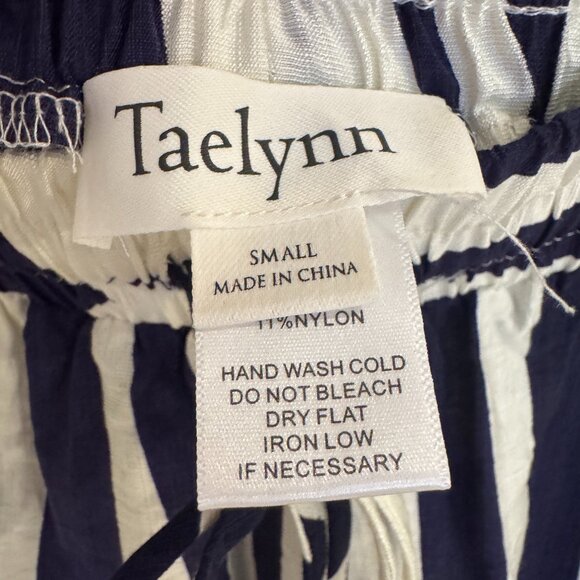 Taelynn
SMALL
MADE IN CHINA
11%NYLON
HAND WASH COLD
DO NOT BLEACH
DRY FLAT
IRON LOW
IF NECESSARY